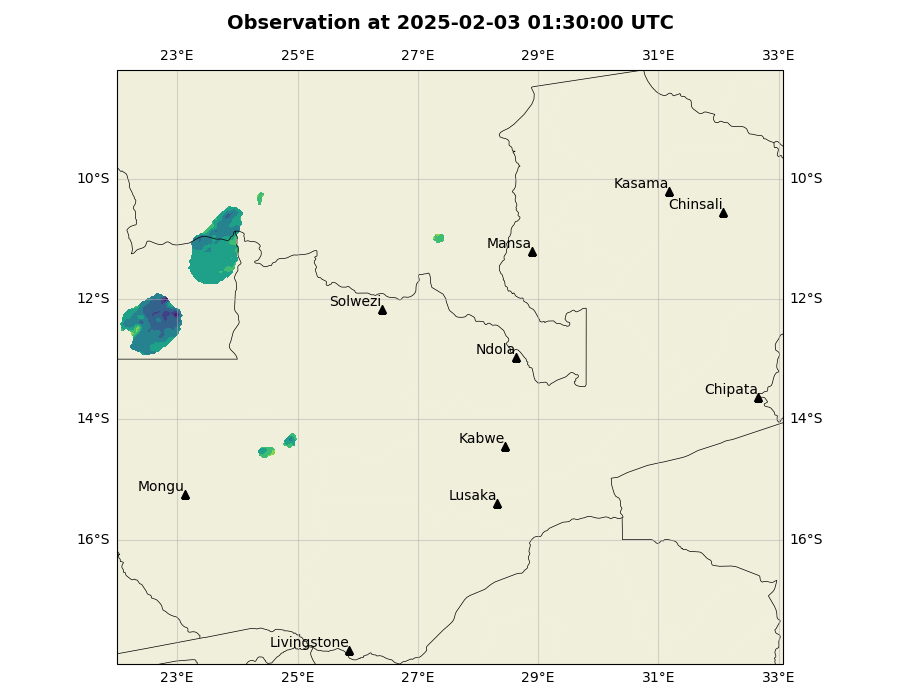 Observation at 2025-02-03 01:30:00 UTC
23°E 25°E 27°E 29°E 31°E 33°E
10°S 10°S
Kasama
Chinsali
Mansa
12°S 12°S
Solwezi
Ndola
Chipata
14°S 14°S
Kabwe
Mongu
Lusaka
16°S 16°S
Livingstone
23°E 25°E 27°E 29°E 31°E 33°E